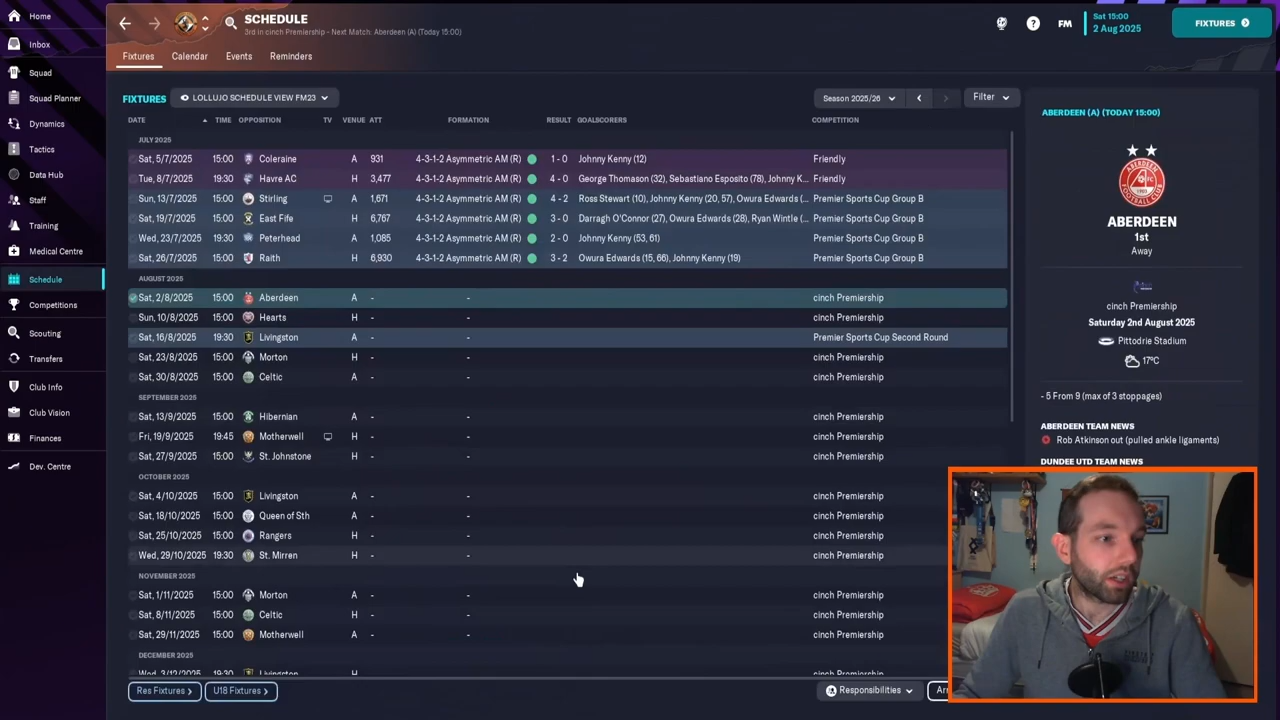 Home
Inbox
Squad
Squad Planner
Dynamics
Tactics
Data Hub
Staff
Training
Medical Centre
Schedule
Competitions
Scouting
Transfers
Club Info
Club Vision
Finances
Dev. Centre
SCHEDULE
3rd in cinch Premiership - Next Match: Aberdeen (A) (Today 15:00)
FM
Sat 15:00
2 Aug 2025
FIXTURES
Fixtures Calendar Events Reminders
FIXTURES LOLLUJO SCHEDULE VIEW FM23 Season 2025/26 Filter
DATE TIME OPPOSITION TV VENUE ATT FORMATION RESULT GOALSCORERS COMPETITION
JULY 2025
Sat, 5/7/2025 15:00 Coleraine A 931 4-3-1-2 Asymmetric AM (R) 1 - 0 Johnny Kenny (12) Friendly
Tue, 8/7/2025 19:30 Havre AC H 3,477 4-3-1-2 Asymmetric AM (R) 4 - 0 George Thomason (32), Sebastiano Esposito (78), Johnny K... Friendly
Sun, 13/7/2025 15:00 Stirling A 1,671 4-3-1-2 Asymmetric AM (R) 4 - 2 Ross Stewart (10), Johnny Kenny (20, 57), Owura Edwards (... Premier Sports Cup Group B
Sat, 19/7/2025 15:00 East Fife H 6,767 4-3-1-2 Asymmetric AM (R) 3 - 0 Darragh O'Connor (27), Owura Edwards (28), Ryan Wintle (... Premier Sports Cup Group B
Wed, 23/7/2025 15:00 Peterhead A 1,085 4-3-1-2 Asymmetric AM (R) 2 - 0 Johnny Kenny (53, 61) Premier Sports Cup Group B
Sat, 26/7/2025 15:00 Raith H 6,930 4-3-1-2 Asymmetric AM (R) 3 - 2 Owura Edwards (15, 66), Johnny Kenny (19) Premier Sports Cup Group B
AUGUST 2025
Sat, 2/8/2025 15:00 Aberdeen A - - cinch Premiership
Sun, 10/8/2025 15:00 Hearts H - - cinch Premiership
Sat, 16/8/2025 19:30 Livingston A - - Premier Sports Cup Second Round
Sat, 23/8/2025 15:00 Morton H - - cinch Premiership
Sat, 30/8/2025 15:00 Celtic A - - cinch Premiership
SEPTEMBER 2025
Sat, 13/9/2025 15:00 Hibernian A - - cinch Premiership
Fri, 19/9/2025 19:45 Motherwell H - - cinch Premiership
Sat, 27/9/2025 15:00 St. Johnstone H - - cinch Premiership
OCTOBER 2025
Sat, 4/10/2025 15:00 Livingston A - - cinch Premiership
Sat, 18/10/2025 15:00 Queen of Sth A - - cinch Premiership
Sat, 25/10/2025 15:00 Rangers H - - cinch Premiership
Wed, 29/10/2025 19:30 St. Mirren H - - cinch Premiership
NOVEMBER 2025
Sat, 1/11/2025 15:00 Morton A - - cinch Premiership
Sat, 8/11/2025 15:00 Celtic H - - cinch Premiership
Sat, 29/11/2025 15:00 Motherwell A - - cinch Premiership
DECEMBER 2025
Wed, 3/12/2025 19:30 Livingston H cinch Premiership
Res Fixtures U18 Fixtures Responsibilities
ABERDEEN (A) (TODAY 15:00)
ABERDEEN
1st
Away
cinch Premiership
Saturday 2nd August 2025
Pittodrie Stadium
17°C
- 5 From 9 (max of 3 stoppages)
ABERDEEN TEAM NEWS
Rob Atkinson out (pulled ankle ligaments)
DUNDEE UTD TEAM NEWS